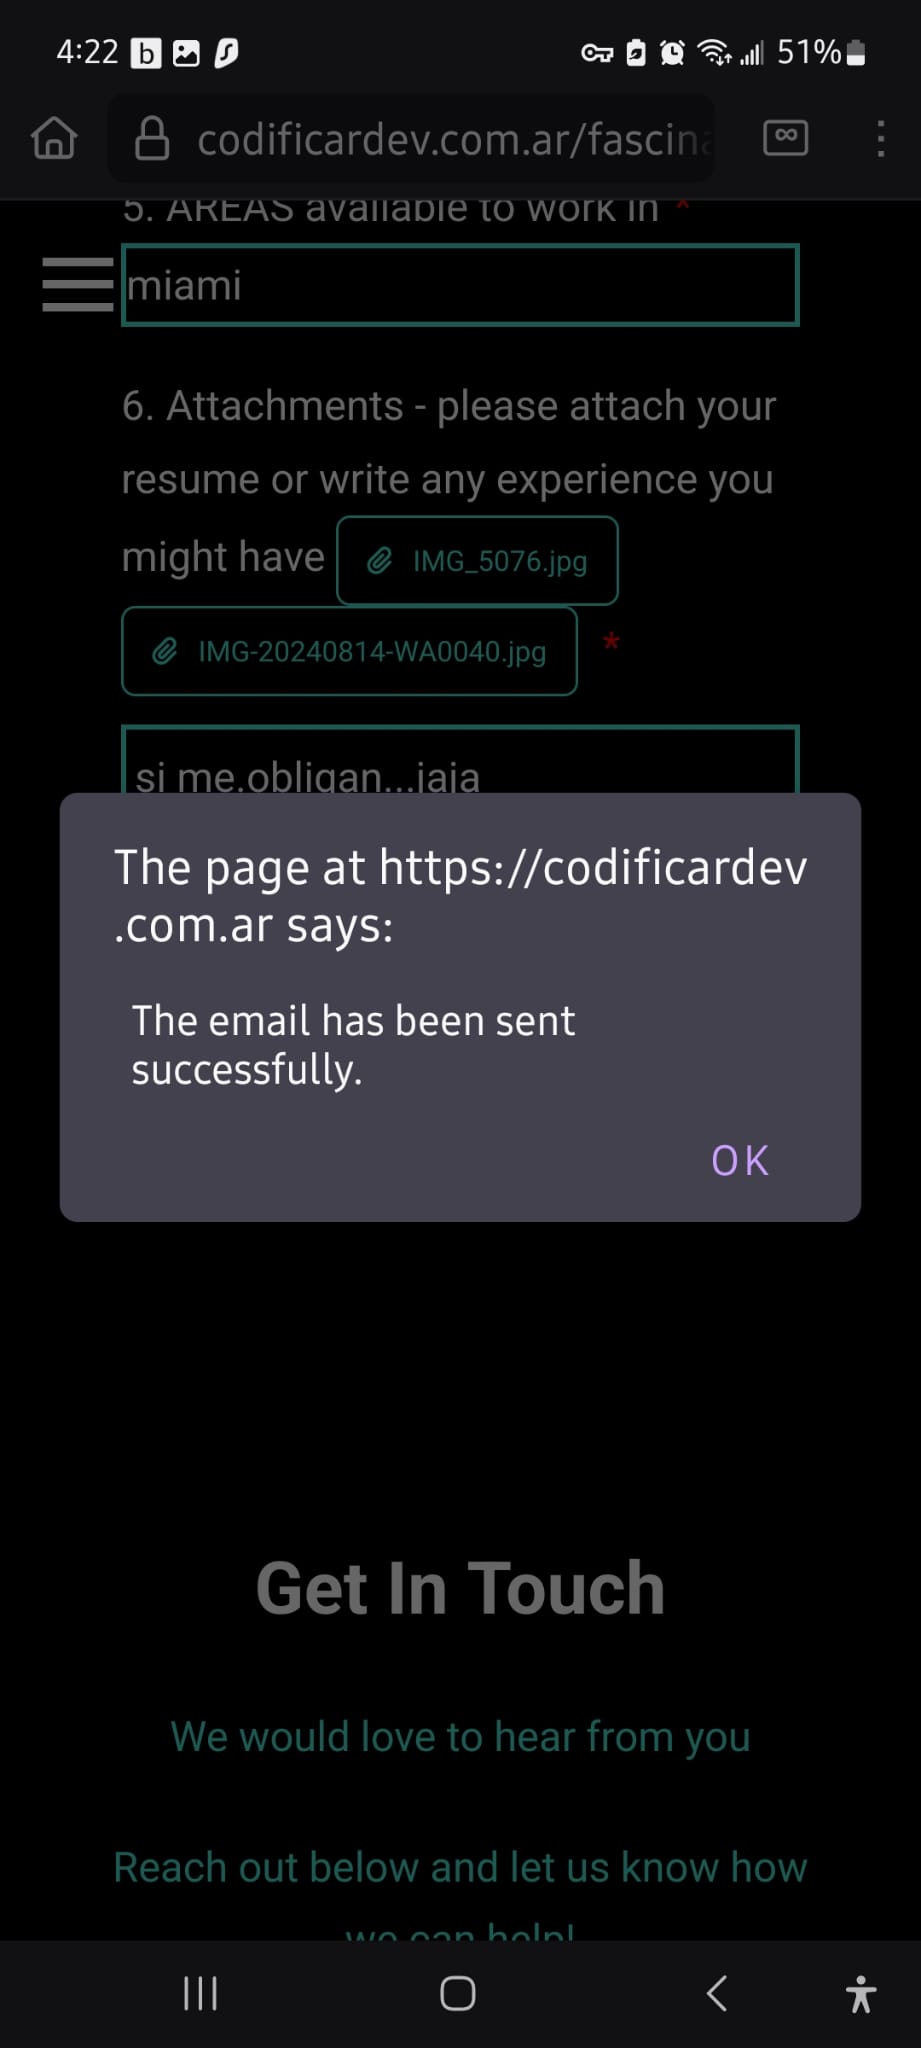 4:22
51%
codificardev.com.ar/fascina
5. AREAS available to work in *
miami
6. Attachments - please attach your
resume or write any experience you
might have IMG_5076.jpg
IMG-20240814-WA0040.jpg *
si me.obligan...jaja
The page at https://codificardev
.com.ar says:
The email has been sent
successfully.
OK
Get In Touch
We would love to hear from you
Reach out below and let us know how
we can help!